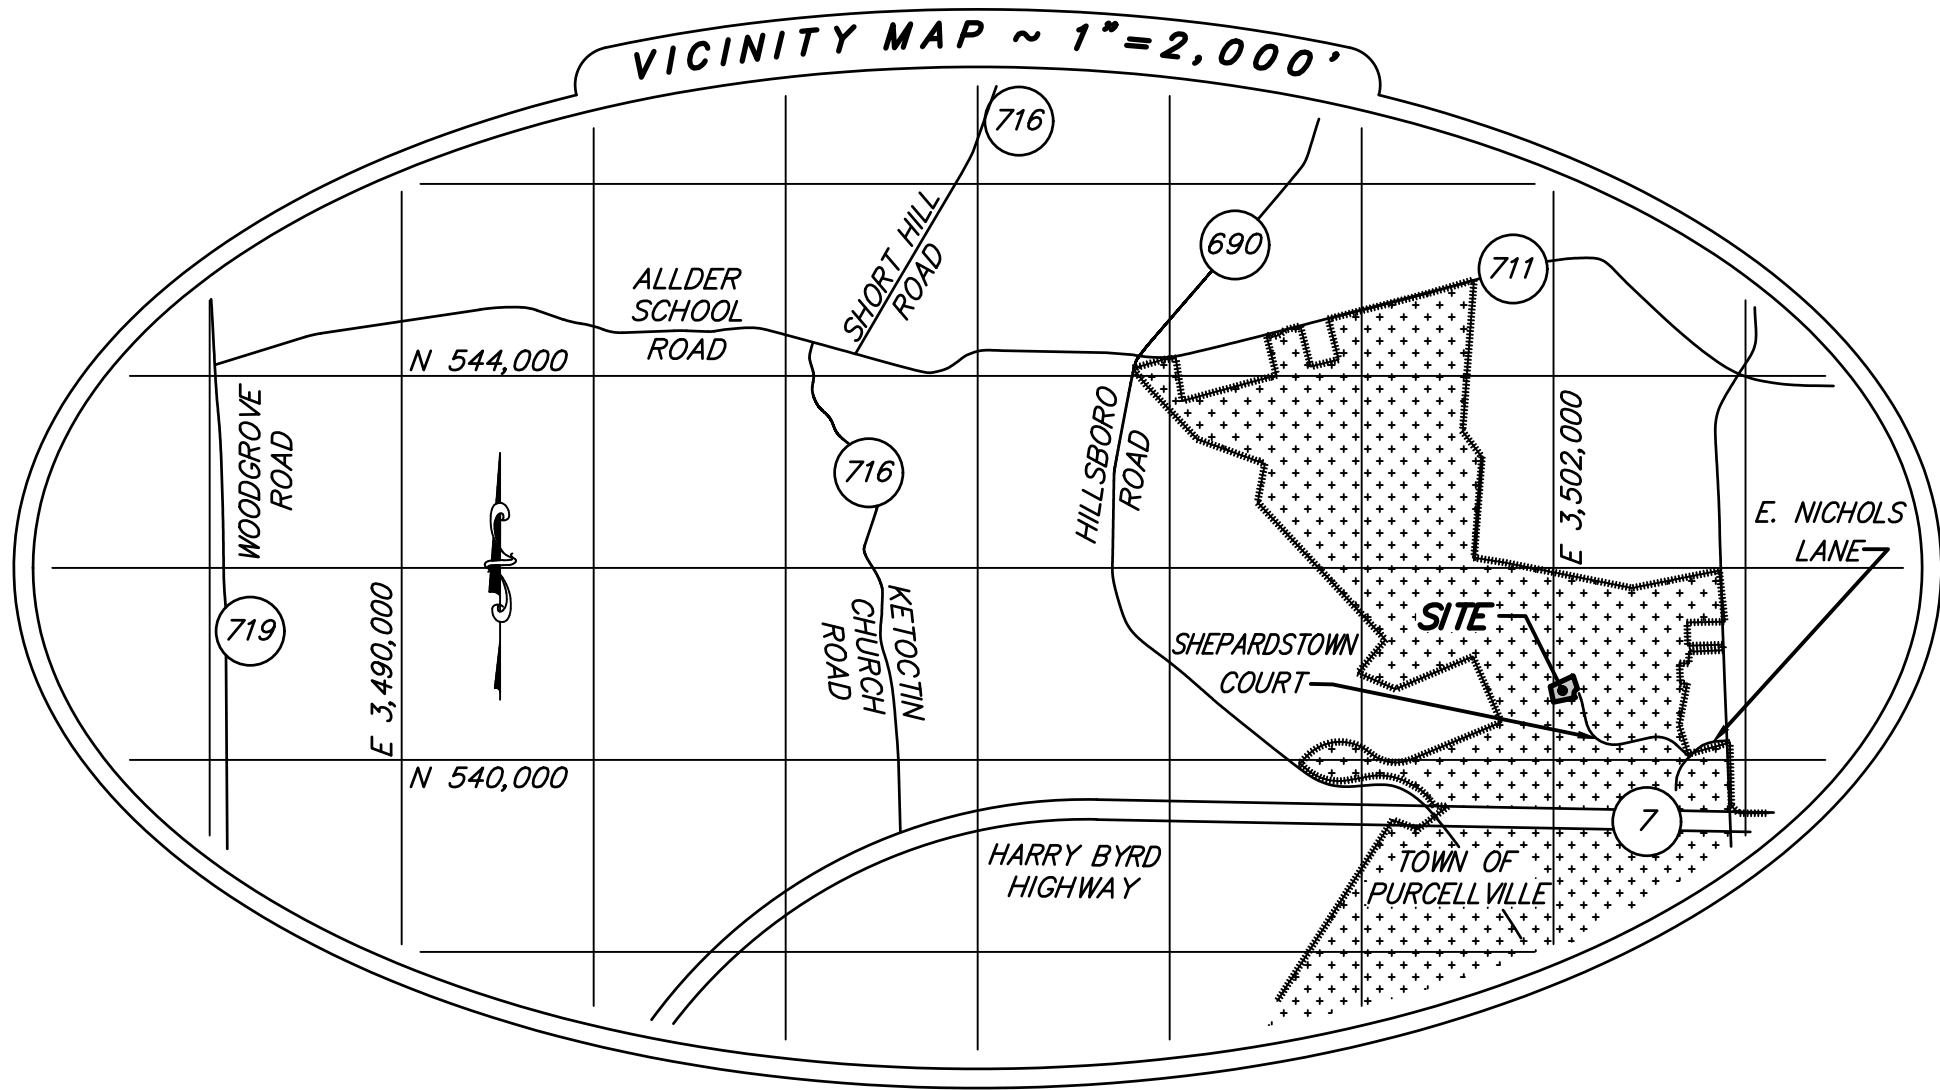 VICINITY MAP ~ 1"=2,000'
716
SHORT HILL
ROAD
690
711
ALLDER
SCHOOL
ROAD
N 544,000
WOODGROVE
ROAD
716
HILLSBORO
ROAD
E 3,502,000
E. NICHOLS
LANE
719
E 3,490,000
KETOCTIN
CHURCH
ROAD
SITE
SHEPARDSTOWN
COURT
N 540,000
7
HARRY BYRD
HIGHWAY
TOWN OF
PURCELLVILLE